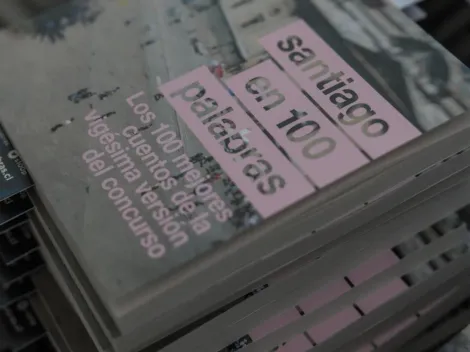 santiago
en 100
palabras
Los 100 mejores
cuentos de la
vigésima versión
del concurso